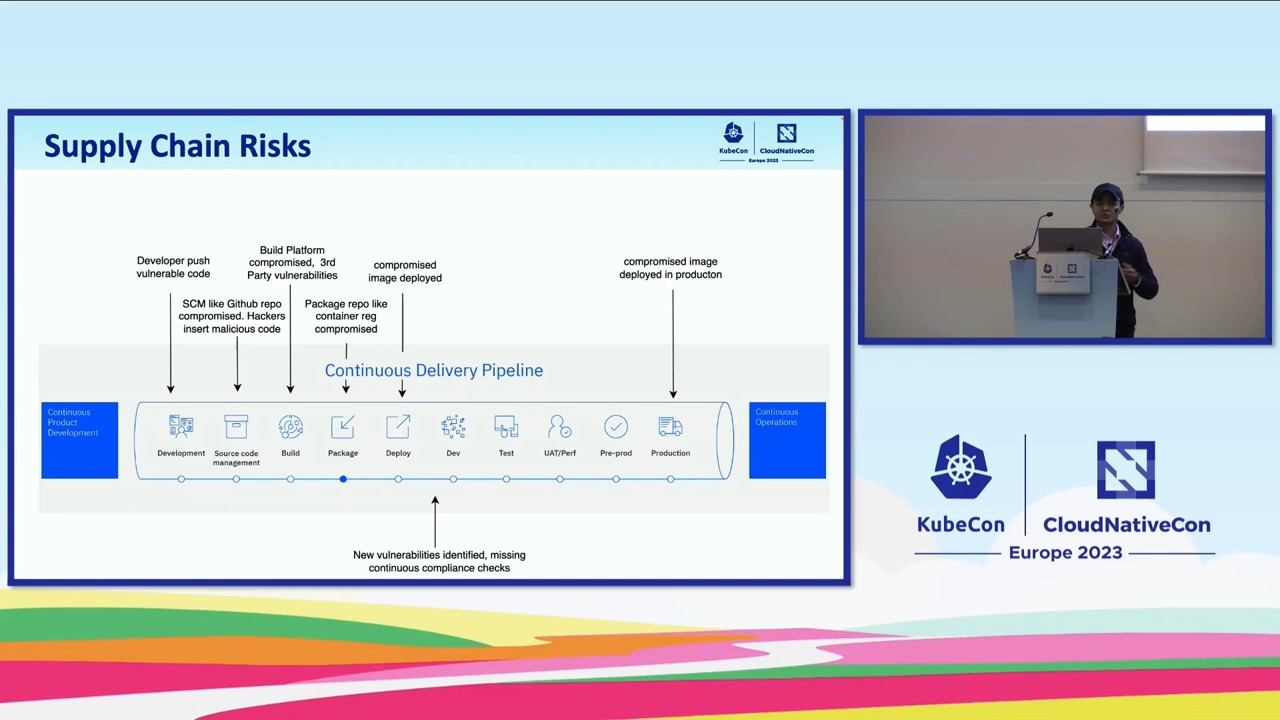 Supply Chain Risks
KubeCon
CloudNativeCon
Europe 2023
Developer push
vulnerable code
Build Platform
compromised, 3rd
Party vulnerabilities
compromised
image deployed
compromised image
deployed in producton
SCM like Github repo
compromised. Hackers
insert malicious code
Package repo like
container reg
compromised
Continuous Delivery Pipeline
Continuous
Product
Development
Development
Source code
management
Build
Package
Deploy
Dev
Test
UAT/Perf
Pre-prod
Production
Continuous
Operations
New vulnerabilities identified, missing
continuous compliance checks
KubeCon
CloudNativeCon
Europe 2023